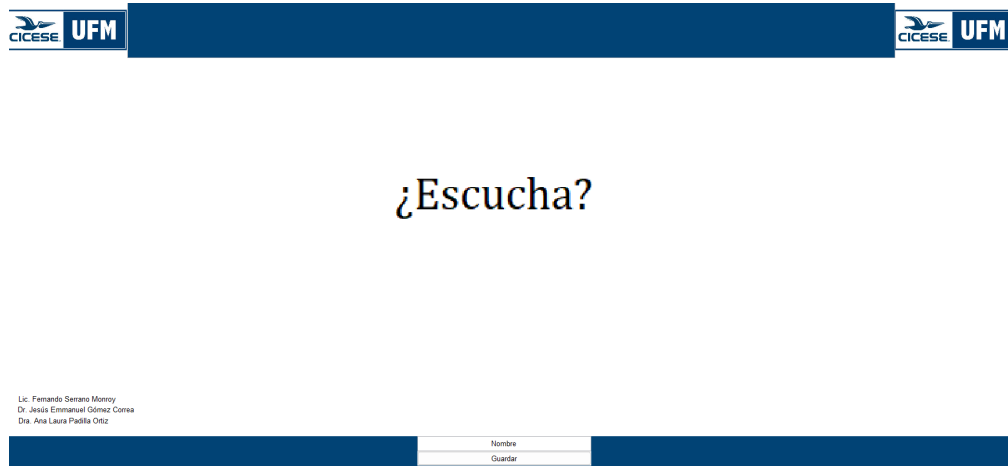 CICESE UFM
CICESE UFM
¿Escucha?
Lic. Fernando Serrano Monroy
Dr. Jesús Emmanuel Gómez Correa
Dra. Ana Laura Padilla Ortiz
Nombre
Guardar